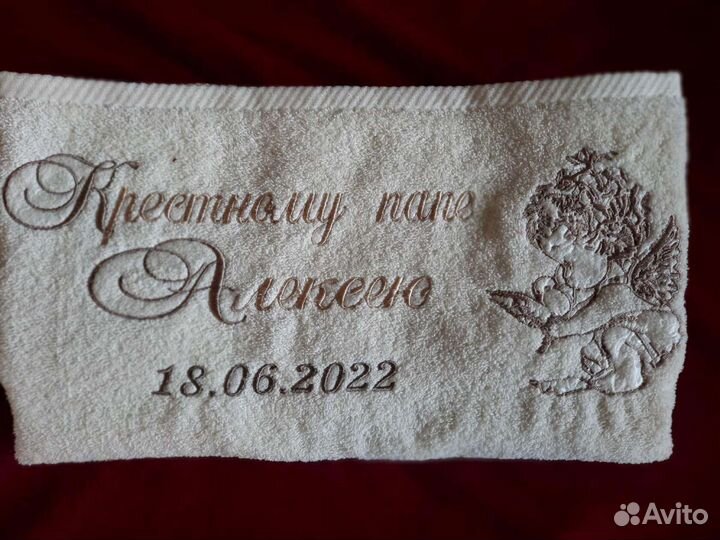 Крестному папе
Алексею
18.06.2022
Avito